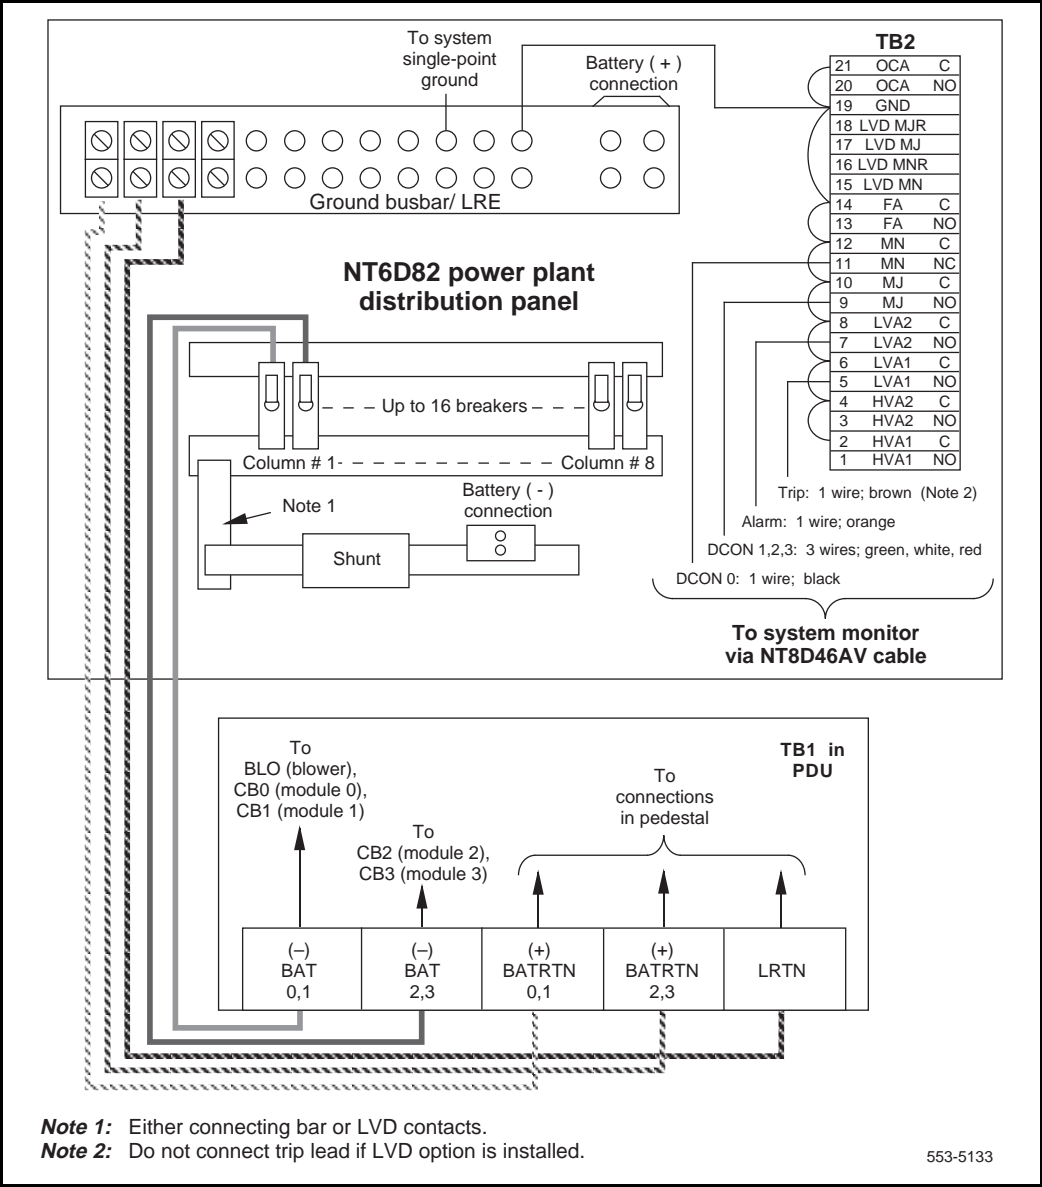 To system
single-point
ground
Battery ( + )
connection
TB2
21 OCA C
20 OCA NO
19 GND
18 LVD MJR
17 LVD MJ
16 LVD MNR
15 LVD MN
14 FA C
13 FA NO
12 MN C
11 MN NC
10 MJ C
9 MJ NO
8 LVA2 C
7 LVA2 NO
6 LVA1 C
5 LVA1 NO
4 HVA2 C
3 HVA2 NO
2 HVA1 C
1 HVA1 NO
Ground busbar/ LRE
NT6D82 power plant
distribution panel
Up to 16 breakers
Column # 1
Column # 8
Note 1
Battery ( - )
connection
Shunt
Trip: 1 wire; brown (Note 2)
Alarm: 1 wire; orange
DCON 1,2,3: 3 wires; green, white, red
DCON 0: 1 wire; black
To system monitor
via NT8D46AV cable
TB1 in
PDU
To
BLO (blower),
CB0 (module 0),
CB1 (module 1)
To
CB2 (module 2),
CB3 (module 3)
To
connections
in pedestal
(–)
BAT
0,1
(–)
BAT
2,3
(+)
BATRTN
0,1
(+)
BATRTN
2,3
LRTN
Note 1: Either connecting bar or LVD contacts.
Note 2: Do not connect trip lead if LVD option is installed.
553-5133